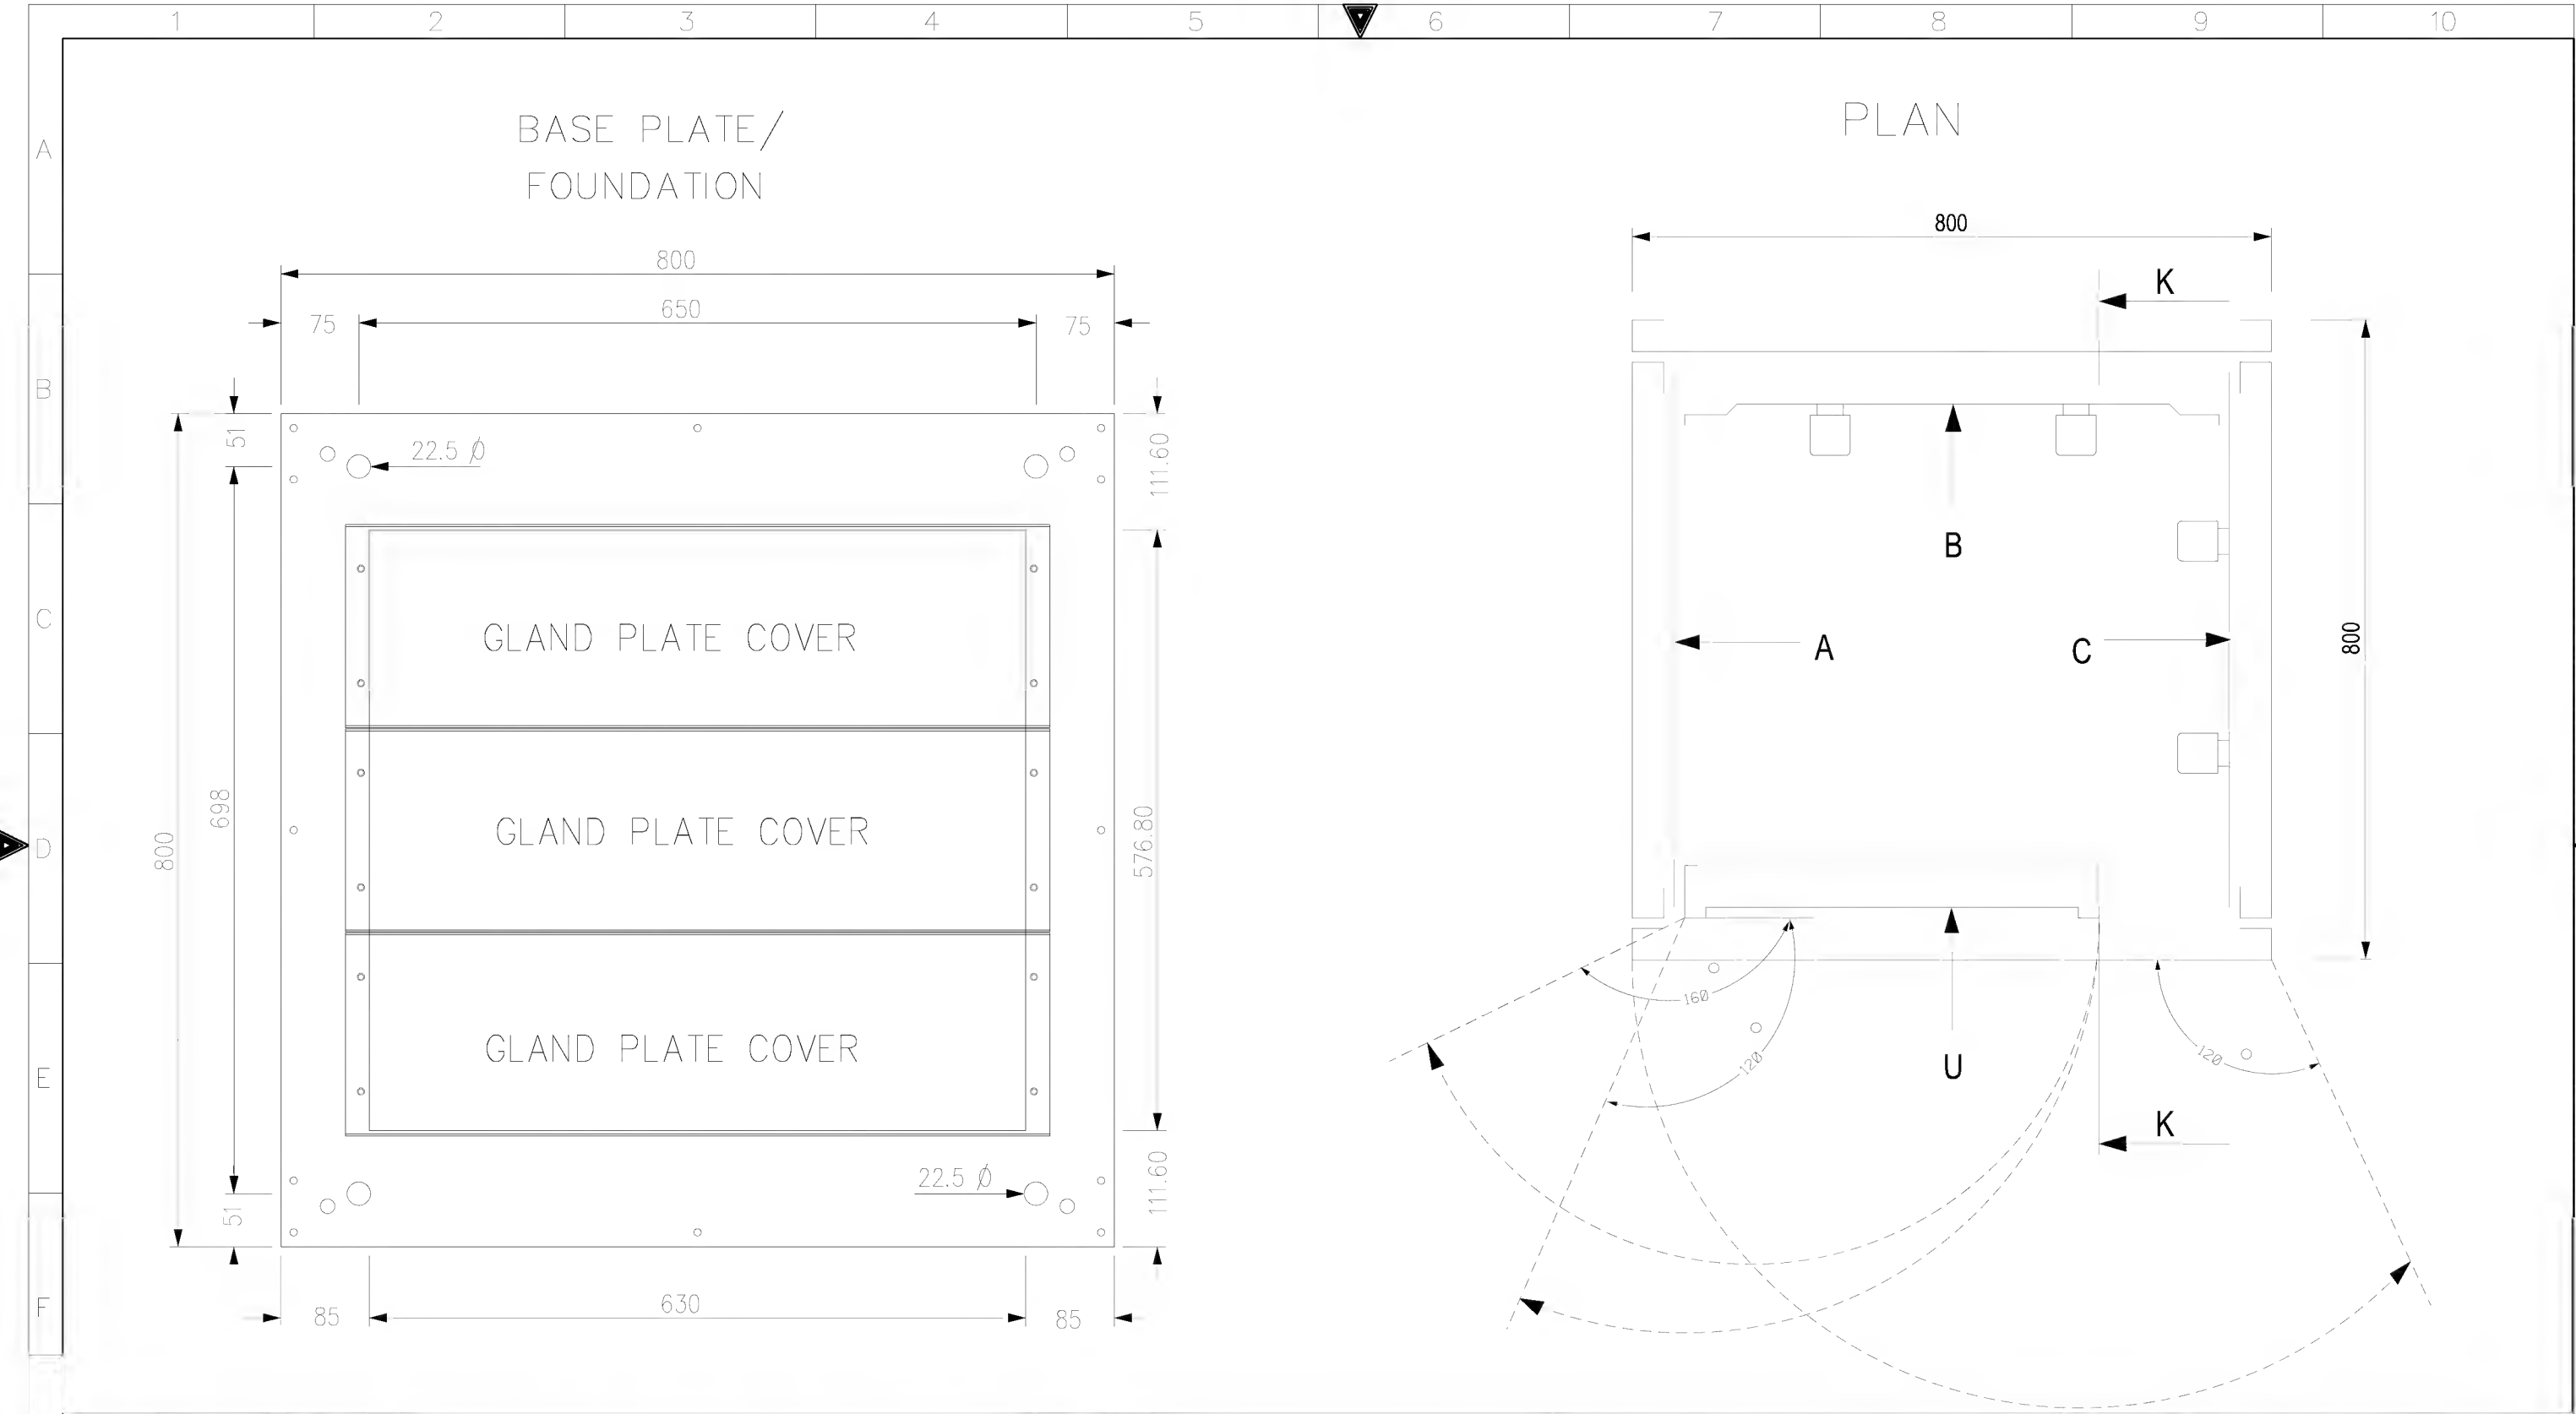 1 2 3 4 5 6 7 8 9 10
A
B
C
D
E
F
BASE PLATE/
FOUNDATION
800
650
75
75
51
22.5 Ø
111.60
GLAND PLATE COVER
698
800
GLAND PLATE COVER
576.80
GLAND PLATE COVER
22.5 Ø
51
111.60
85
630
85
PLAN
800
K
B
A
C
800
160°
120°
120°
U
K